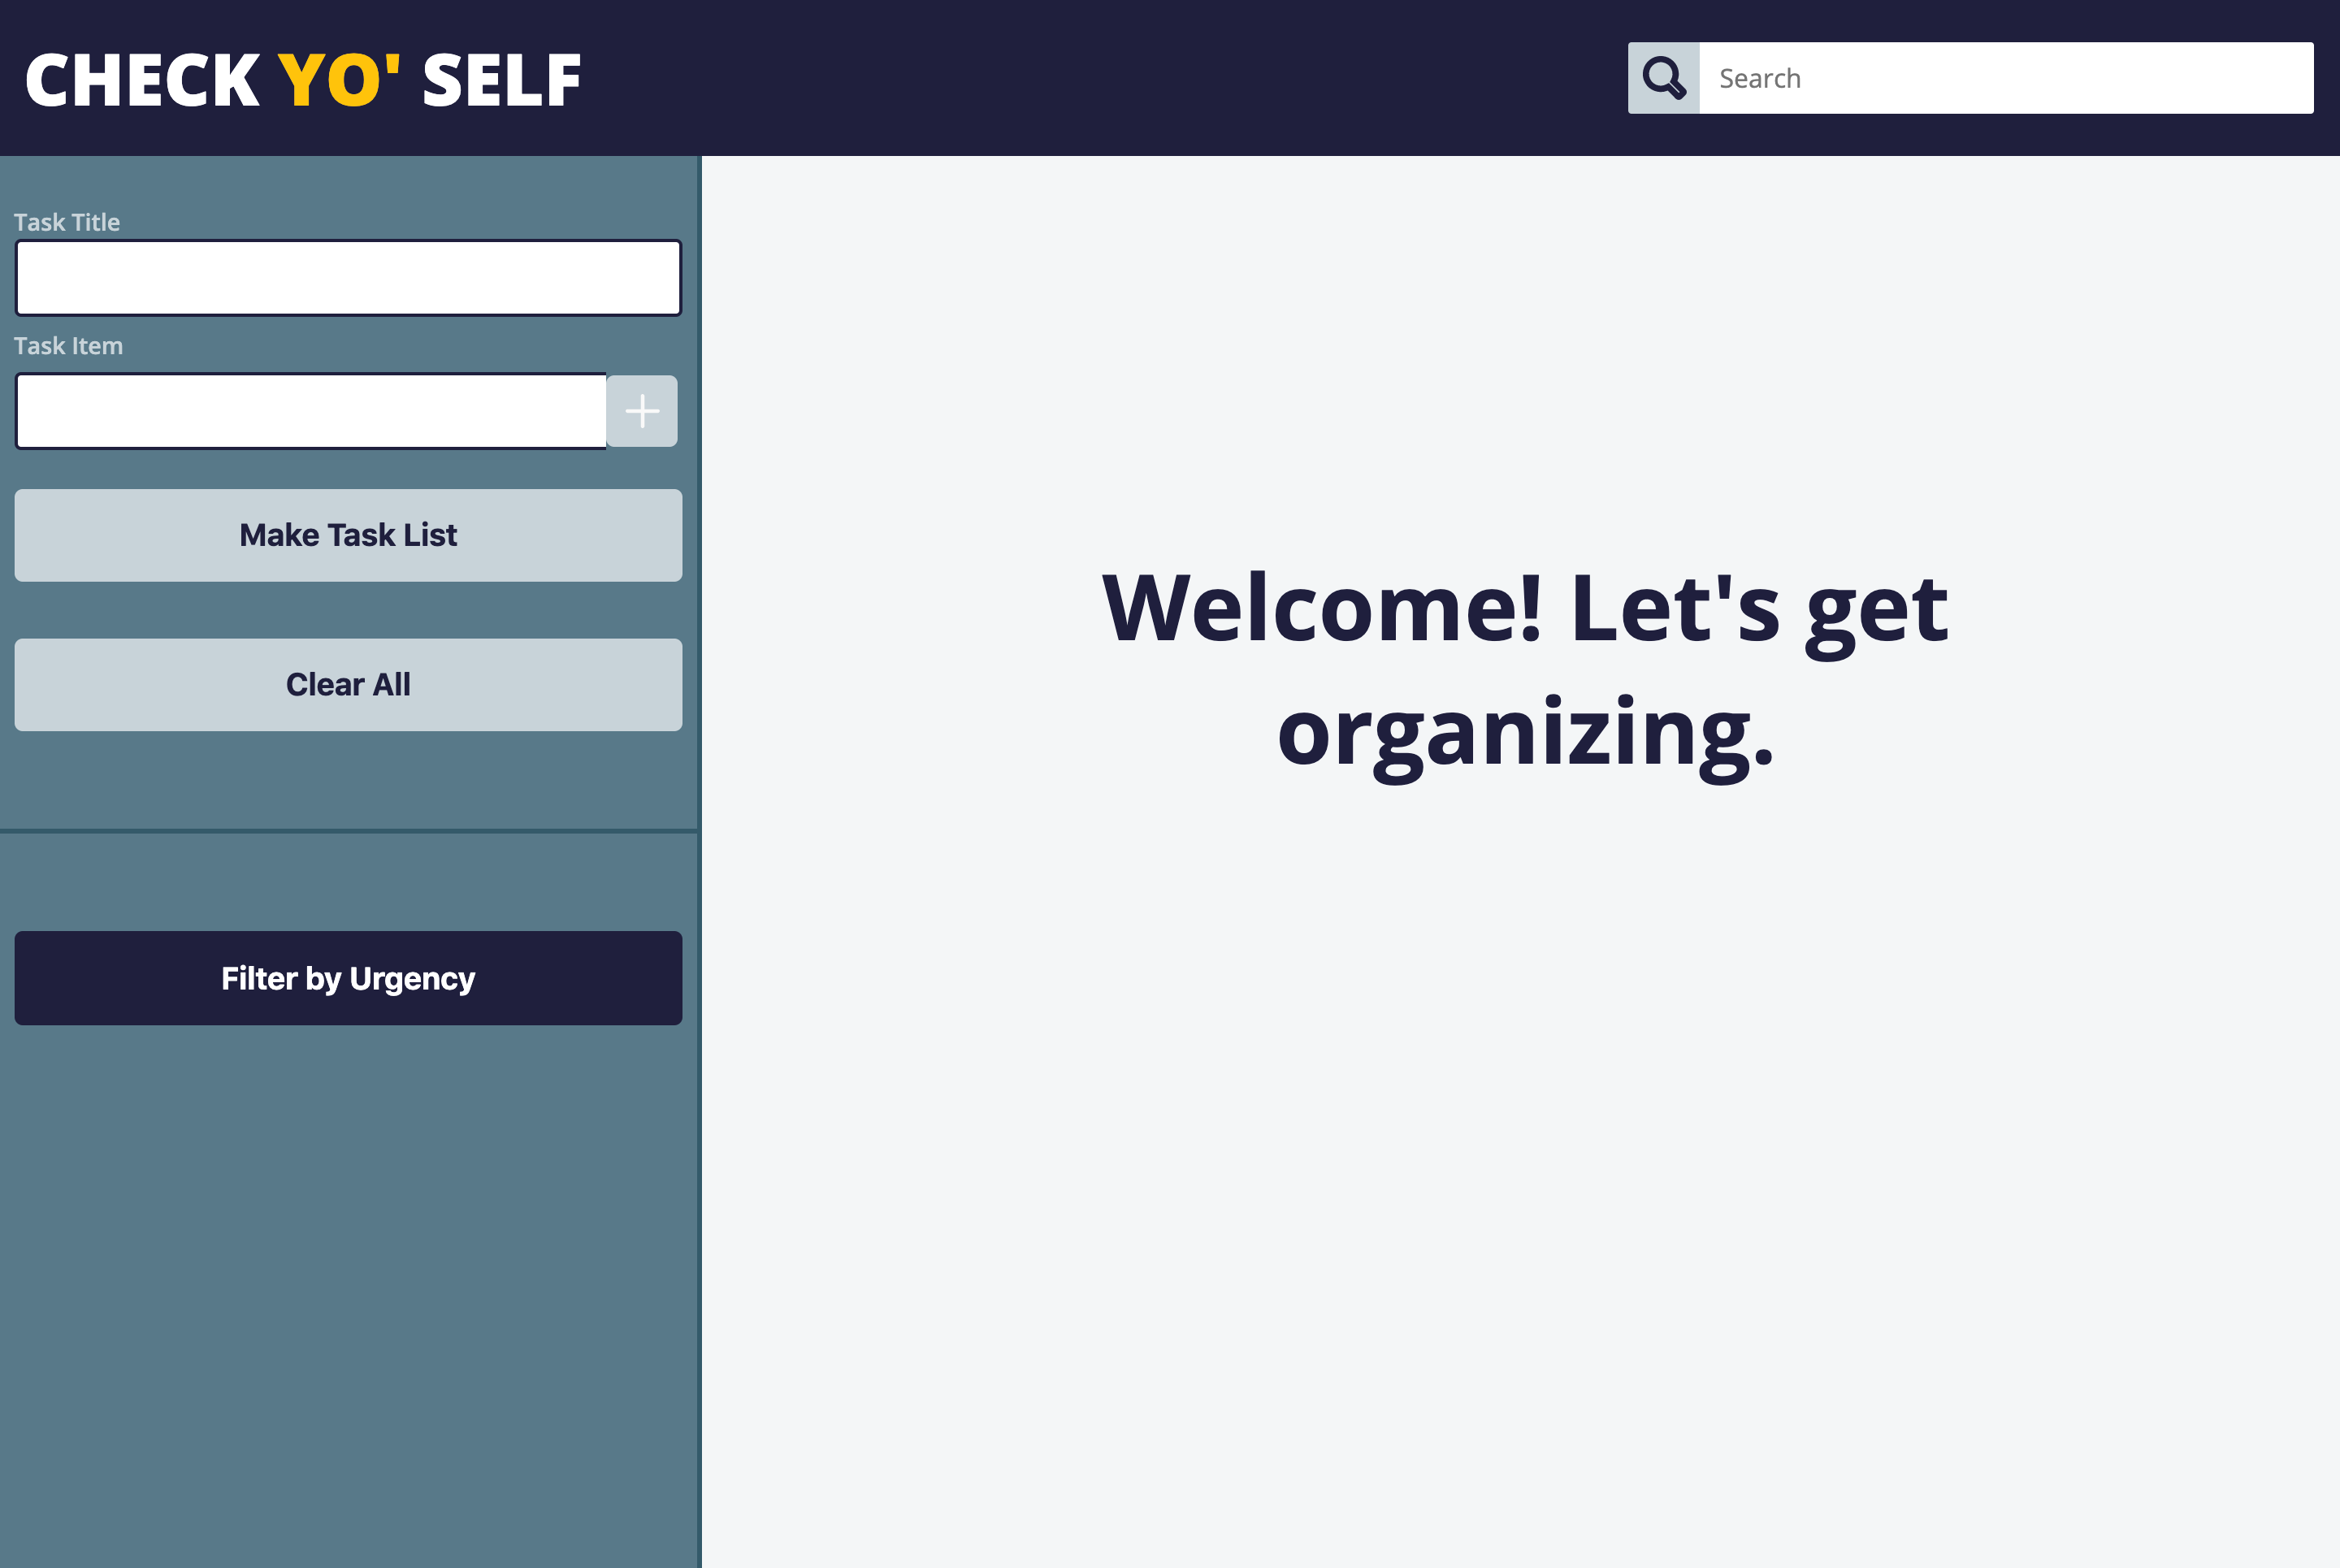 CHECK YO' SELF
Search
Task Title
Task Item
Make Task List
Clear All
Filter by Urgency
Welcome! Let's get
organizing.